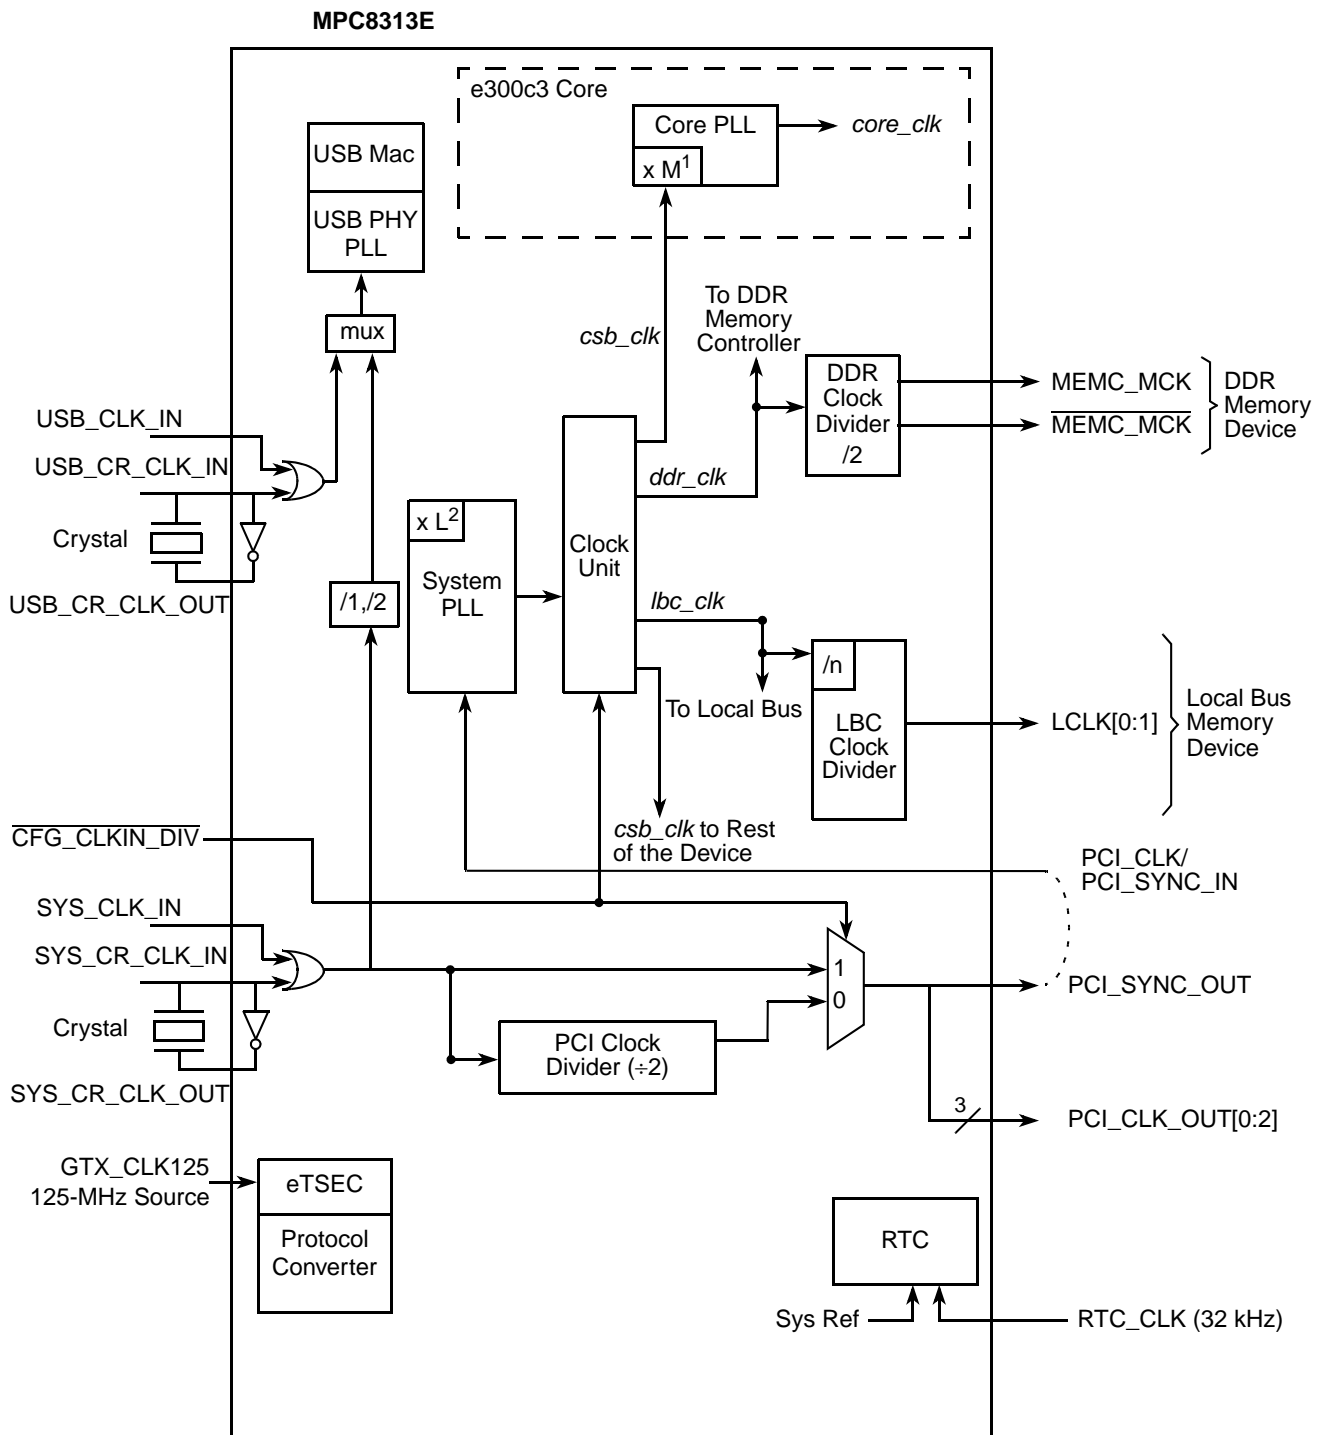 MPC8313E
e300c3 Core
Core PLL
x M1
core_clk
USB Mac
USB PHY
PLL
mux
csb_clk
To DDR
Memory
Controller
DDR
Clock
Divider
/2
MEMC_MCK
MEMC_MCK
DDR
Memory
Device
USB_CLK_IN
USB_CR_CLK_IN
Crystal
USB_CR_CLK_OUT
/1,/2
x L2
System
PLL
Clock
Unit
ddr_clk
lbc_clk
To Local Bus
/n
LBC
Clock
Divider
LCLK[0:1]
Local Bus
Memory
Device
csb_clk to Rest
of the Device
CFG_CLKIN_DIV
PCI_CLK/
PCI_SYNC_IN
SYS_CLK_IN
SYS_CR_CLK_IN
Crystal
SYS_CR_CLK_OUT
1
0
PCI_SYNC_OUT
PCI Clock
Divider (÷2)
3
PCI_CLK_OUT[0:2]
GTX_CLK125
125-MHz Source
eTSEC
Protocol
Converter
RTC
Sys Ref
RTC_CLK (32 kHz)